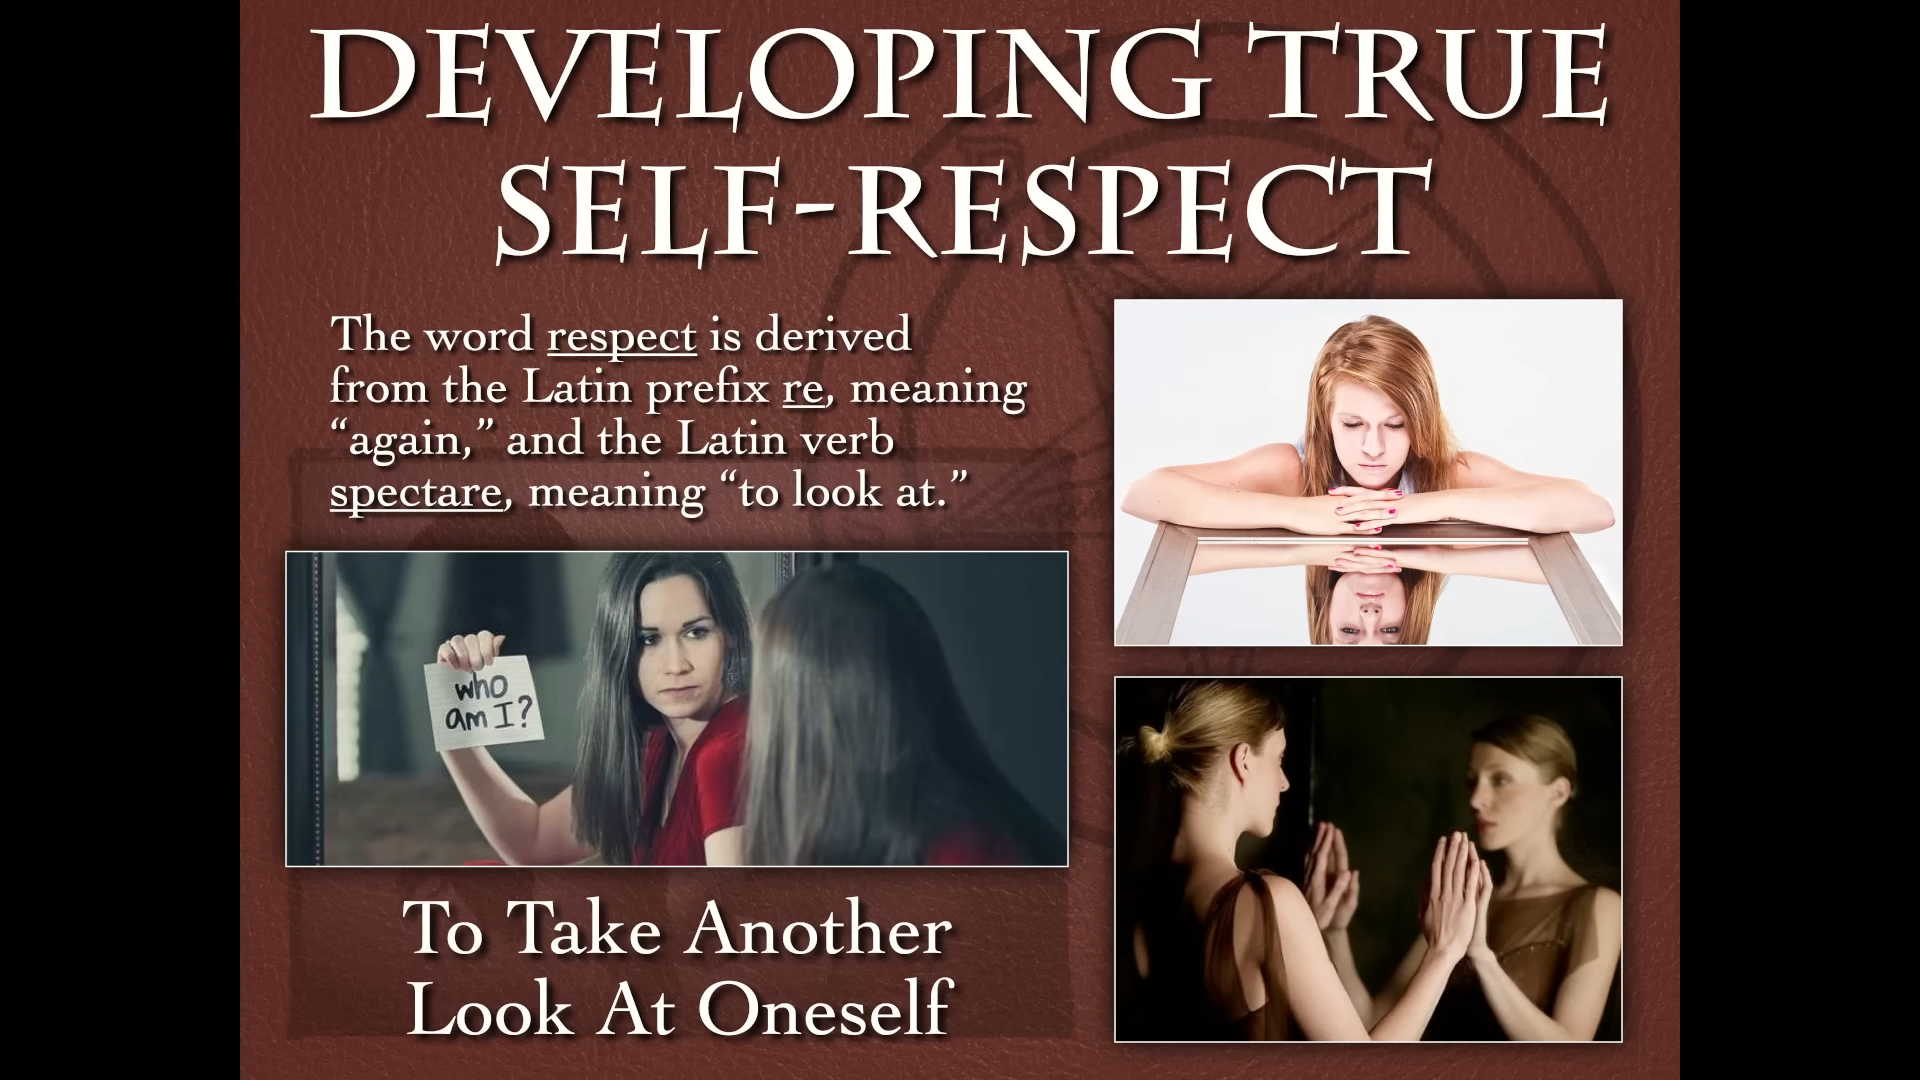 DEVELOPING TRUE
SELF-RESPECT
The word respect is derived
from the Latin prefix re, meaning
“again,” and the Latin verb
spectare, meaning “to look at.”
who
am I?
To Take Another
Look At Oneself